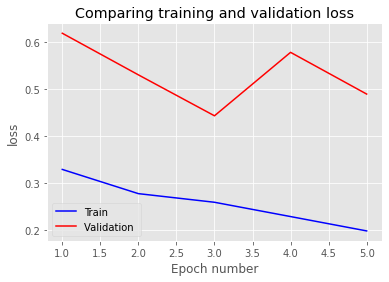 Comparing training and validation loss
loss
0.6
0.5
0.4
0.3
0.2
Train
Validation
1.0 1.5 2.0 2.5 3.0 3.5 4.0 4.5 5.0
Epoch number